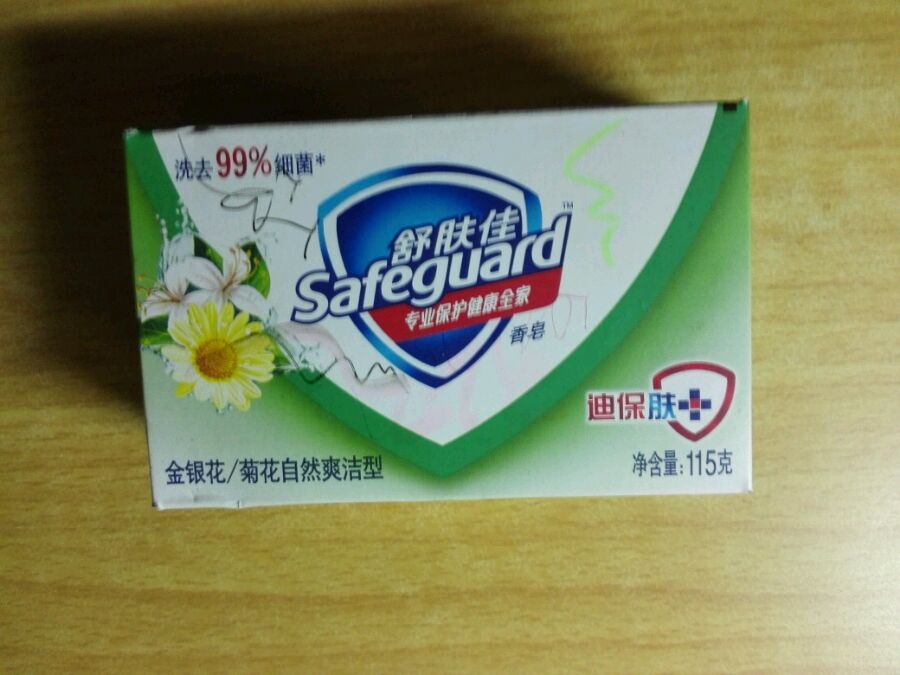 洗去99%细菌*
舒肤佳
Safeguard™
专业保护健康全家
香皂
迪保肤
金银花/菊花自然爽洁型
净含量:115克